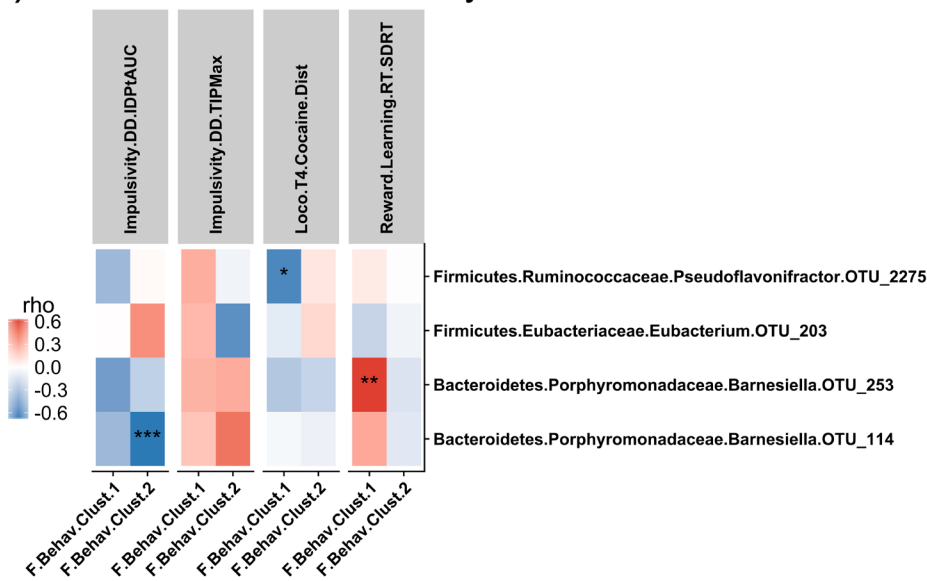 Impulsivity.DD.IDPtAUC
Impulsivity.DD.TIPMax
Loco.T4.Cocaine.Dist
Reward.Learning.RT.SDRT
*
Firmicutes.Ruminococcaceae.Pseudoflavonifractor.OTU_2275
Firmicutes.Eubacteriaceae.Eubacterium.OTU_203
**
Bacteroidetes.Porphyromonadaceae.Barnesiella.OTU_253
***
Bacteroidetes.Porphyromonadaceae.Barnesiella.OTU_114
rho
0.6
0.3
0.0
-0.3
-0.6
F.Behav.Clust.1
F.Behav.Clust.2
F.Behav.Clust.1
F.Behav.Clust.2
F.Behav.Clust.1
F.Behav.Clust.2
F.Behav.Clust.1
F.Behav.Clust.2